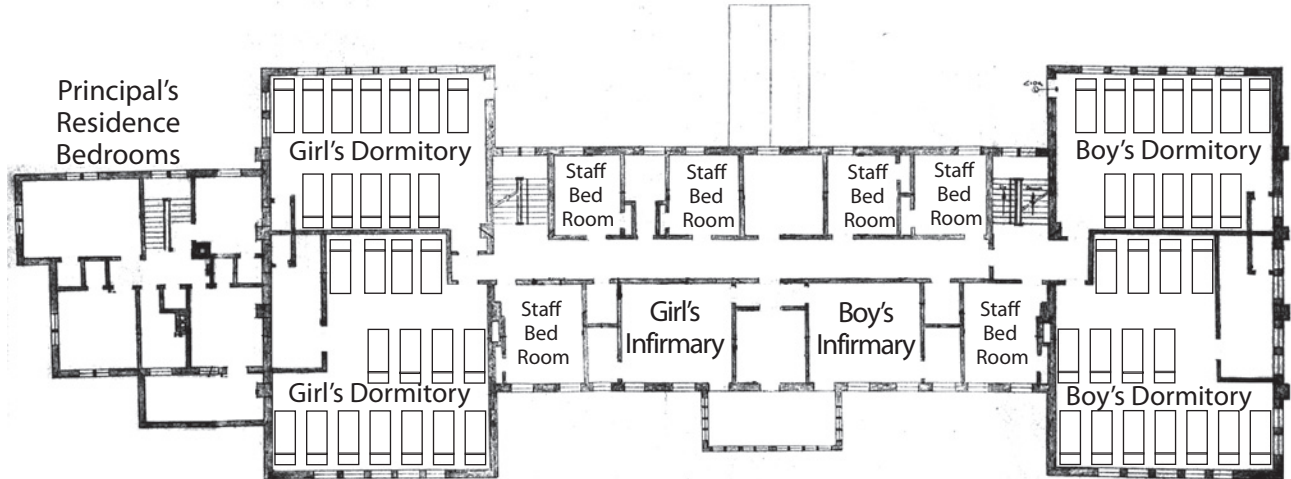 Principal's
Residence
Bedrooms
Girl's Dormitory
Staff
Bed
Room
Staff
Bed
Room
Staff
Bed
Room
Staff
Bed
Room
Boy's Dormitory
Staff
Bed
Room
Girl's
Infirmary
Boy's
Infirmary
Staff
Bed
Room
Girl's Dormitory
Boy's Dormitory